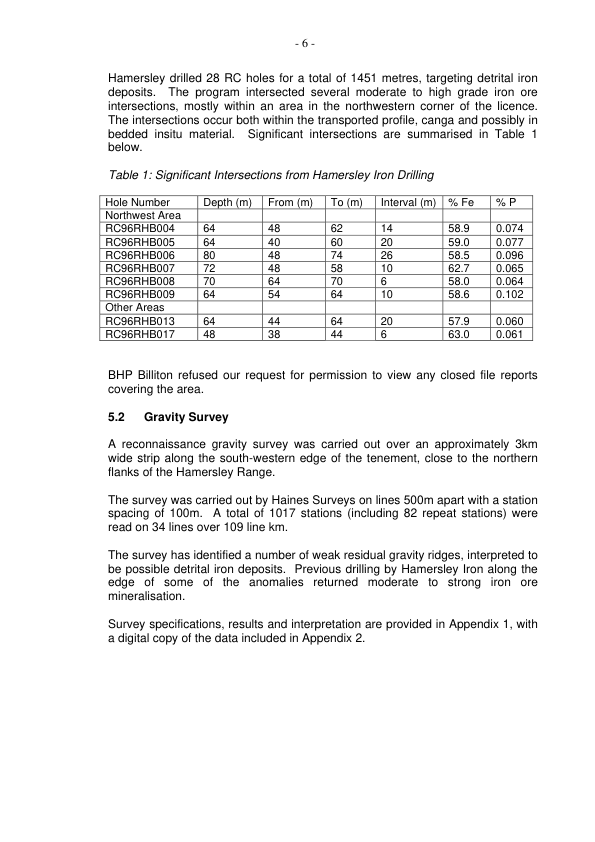 - 6 -
Hamersley drilled 28 RC holes for a total of 1451 metres, targeting detrital iron
deposits. The program intersected several moderate to high grade iron ore
intersections, mostly within an area in the northwestern corner of the licence.
The intersections occur both within the transported profile, canga and possibly in
bedded insitu material. Significant intersections are summarised in Table 1
below.
Table 1: Significant Intersections from Hamersley Iron Drilling
Hole Number Depth (m) From (m) To (m) Interval (m) % Fe % P
Northwest Area
RC96RHB004 64 48 62 14 58.9 0.074
RC96RHB005 64 40 60 20 59.0 0.077
RC96RHB006 80 48 74 26 58.5 0.096
RC96RHB007 72 48 58 10 62.7 0.065
RC96RHB008 70 64 70 6 58.0 0.064
RC96RHB009 64 54 64 10 58.6 0.102
Other Areas
RC96RHB013 64 44 64 20 57.9 0.060
RC96RHB017 48 38 44 6 63.0 0.061
BHP Billiton refused our request for permission to view any closed file reports
covering the area.
5.2 Gravity Survey
A reconnaissance gravity survey was carried out over an approximately 3km
wide strip along the south-western edge of the tenement, close to the northern
flanks of the Hamersley Range.
The survey was carried out by Haines Surveys on lines 500m apart with a station
spacing of 100m. A total of 1017 stations (including 82 repeat stations) were
read on 34 lines over 109 line km.
The survey has identified a number of weak residual gravity ridges, interpreted to
be possible detrital iron deposits. Previous drilling by Hamersley Iron along the
edge of some of the anomalies returned moderate to strong iron ore
mineralisation.
Survey specifications, results and interpretation are provided in Appendix 1, with
a digital copy of the data included in Appendix 2.